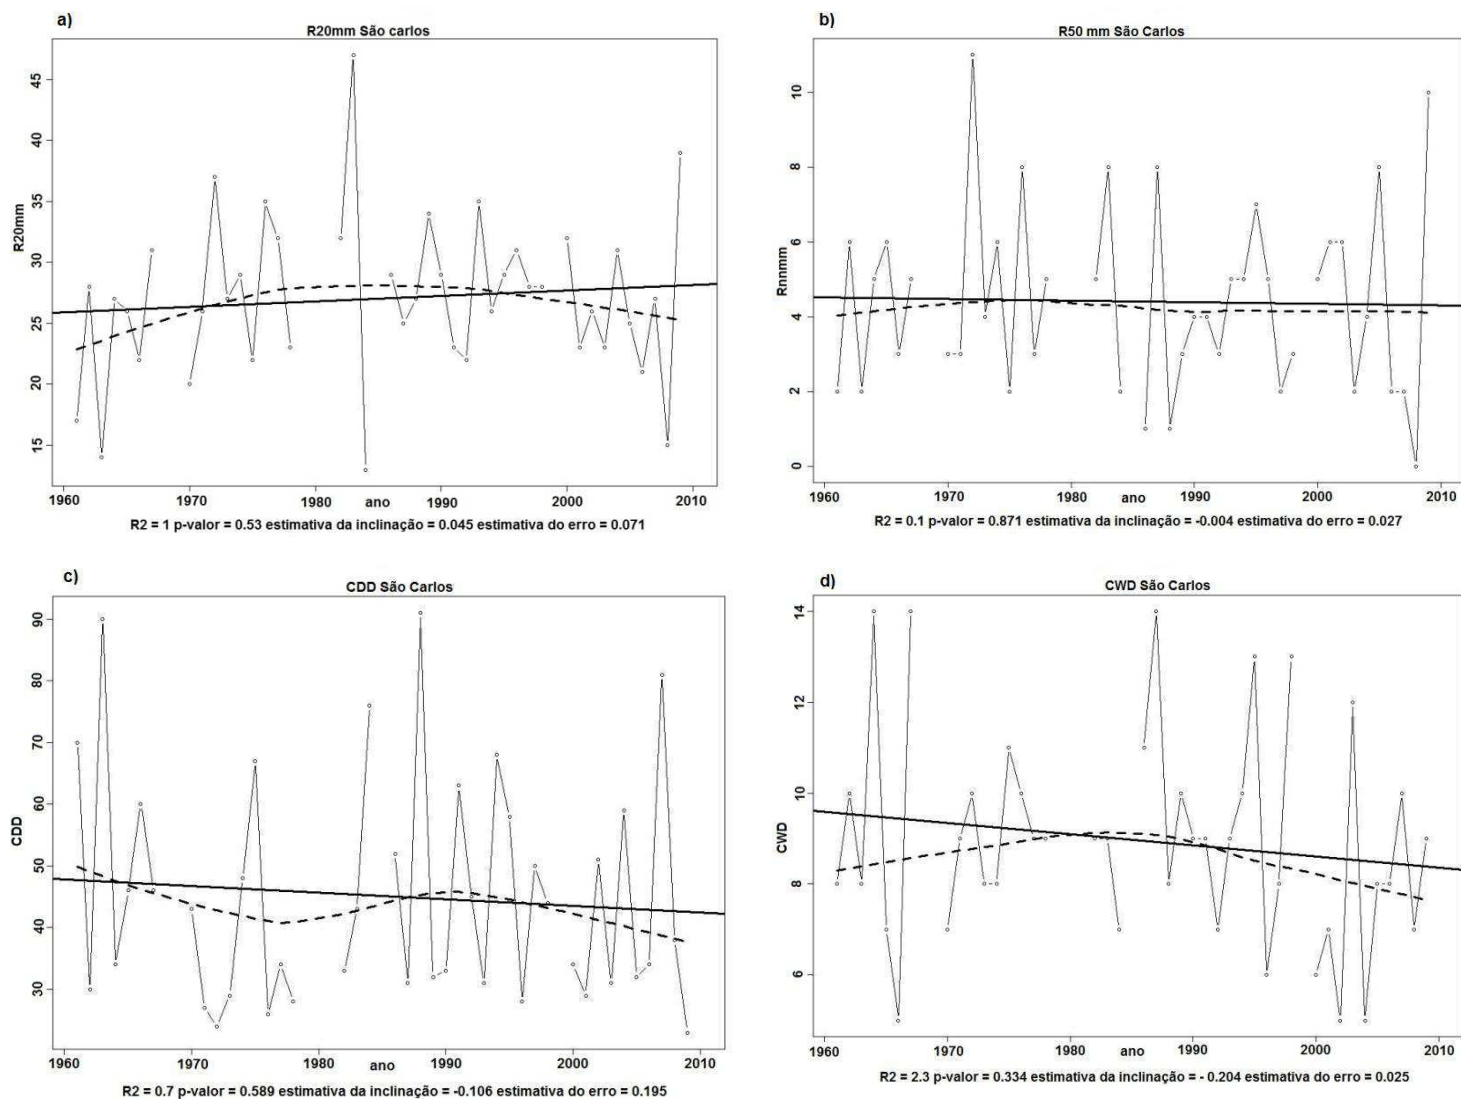 a)
R20mm São carlos
R20mm
45
40
35
30
25
20
15
1960 1970 1980 ano 1990 2000 2010
R2 = 1 p-valor = 0.53 estimativa da inclinação = 0.045 estimativa do erro = 0.071
b)
R50 mm São Carlos
Rnnmm
10
8
6
4
2
0
1960 1970 1980 ano 1990 2000 2010
R2 = 0.1 p-valor = 0.871 estimativa da inclinação = -0.004 estimativa do erro = 0.027
c)
CDD São Carlos
CDD
90
80
70
60
50
40
30
1960 1970 1980 ano 1990 2000 2010
R2 = 0.7 p-valor = 0.589 estimativa da inclinação = -0.106 estimativa do erro = 0.195
d)
CWD São Carlos
CWD
14
12
10
8
6
1960 1970 1980 ano 1990 2000 2010
R2 = 2.3 p-valor = 0.334 estimativa da inclinação = - 0.204 estimativa do erro = 0.025